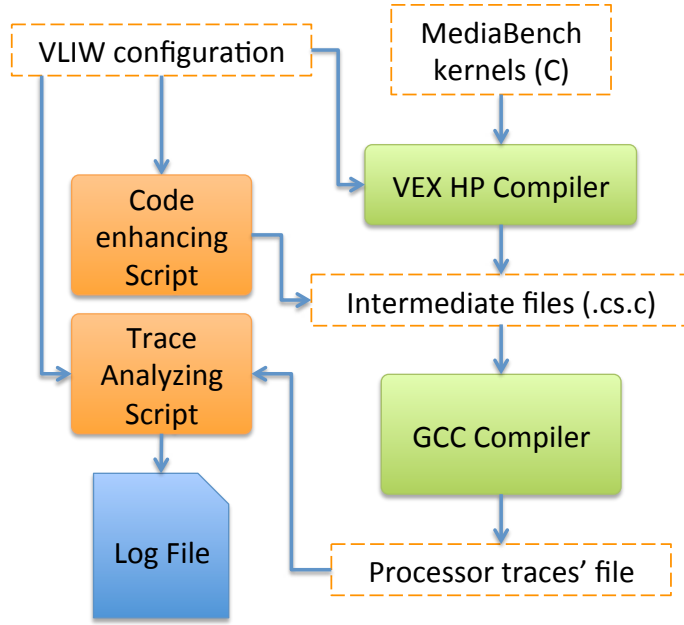 VLIW configuration
MediaBench
kernels (C)
VEX HP Compiler
Code
enhancing
Script
Intermediate files (.cs.c)
Trace
Analyzing
Script
GCC Compiler
Log File
Processor traces’ file